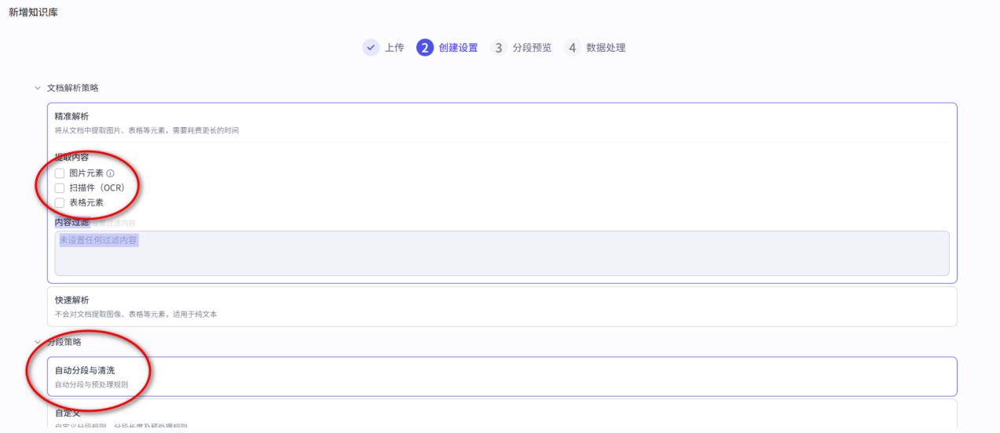 新增知识库
上传 2 创建设置 3 分段预览 4 数据处理
文档解析策略
精准解析
将从文档中提取图片、表格等元素，需要耗费更长的时间
提取内容
图片元素
扫描件（OCR）
表格元素
内容过滤 设置过滤内容
未设置任何过滤内容
快速解析
不会对文档提取图像、表格等元素，适用于纯文本
分段策略
自动分段与清洗
自动分段与预处理规则
自定义
自定义分段规则、分段长度及预处理规则